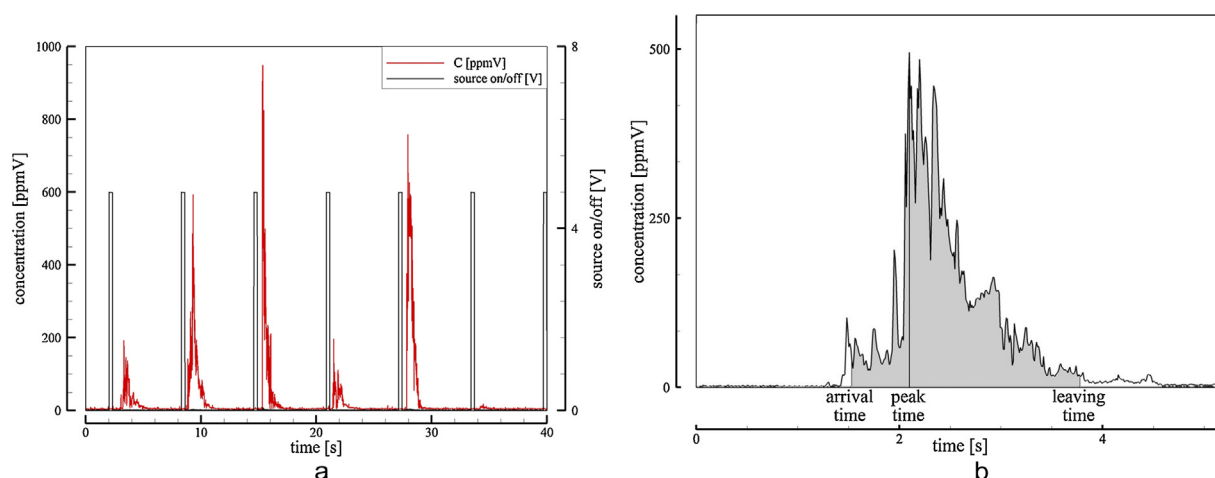 1000
800
600
400
200
0
concentration [ppmV]
C [ppmV]
source on/off [V]
8
4
0
source on/off [V]
0
10
20
30
40
time [s]
a
500
250
0
concentration [ppmV]
arrival
time
peak
time
leaving
time
0
2
4
time [s]
b